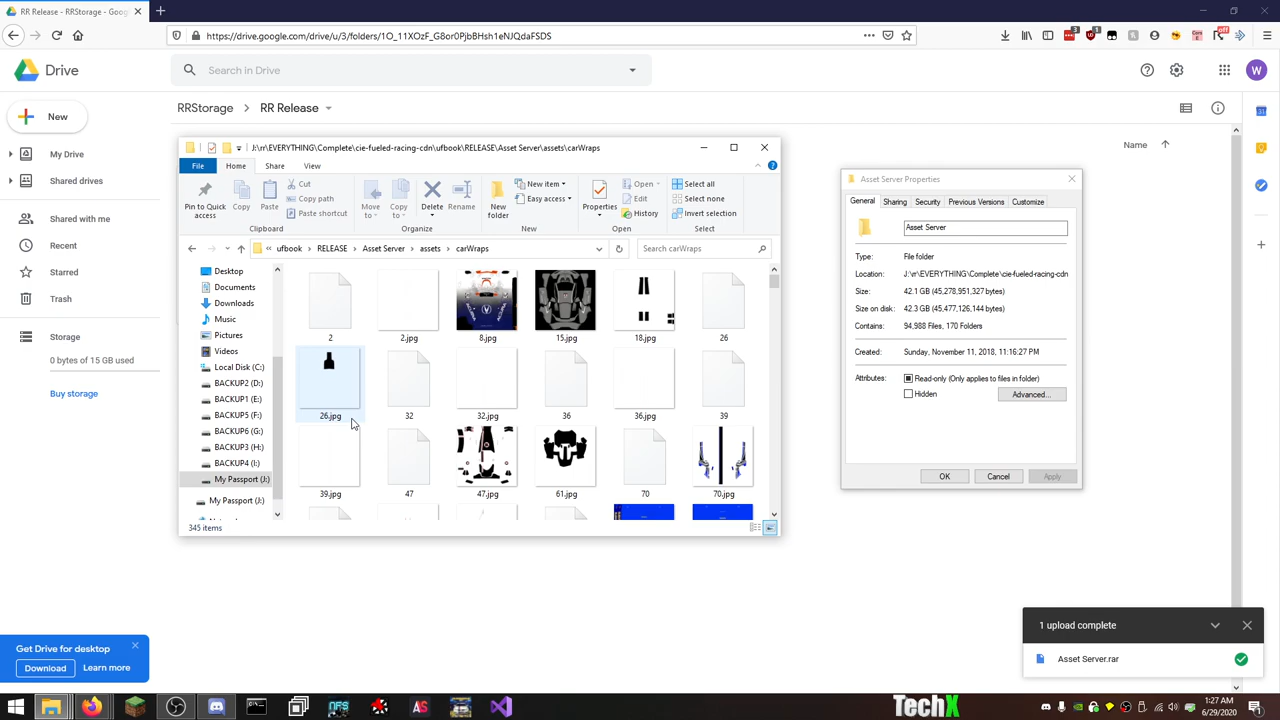 RR Release - RRStorage - Goog
https://drive.google.com/drive/u/3/folders/1O_11XOzF_G8or0PjbBHsh1eNJQdaF5DS
Drive
Search in Drive
W
New
My Drive
Shared drives
Shared with me
Recent
Starred
Trash
Storage
0 bytes of 15 GB used
Buy storage
RRStorage > RR Release
Name
J:\rr\EVERYTHING\Complete\cie-fueled-racing-cdn\ufbook\RELEASE\Asset Server\assets\carWraps
File Home Share View
Pin to Quick access
Copy
Paste
Cut
Copy path
Paste shortcut
Clipboard
Move to
Copy to
Delete
Rename
Organize
New folder
New item
Easy access
New
Properties
Open
Edit
History
Open
Select all
Select none
Invert selection
Select
ufbook > RELEASE > Asset Server > assets > carWraps
Search carWraps
Desktop
Documents
Downloads
Music
Pictures
Videos
Local Disk (C:)
BACKUP2 (D:)
BACKUP1 (E:)
BACKUP5 (F:)
BACKUP6 (G:)
BACKUP3 (H:)
BACKUP4 (I:)
My Passport (J:)
My Passport (J:)
2 2.jpg 8.jpg 15.jpg 18.jpg 26
26.jpg 32 32.jpg 36 36.jpg 39
39.jpg 47 47.jpg 61.jpg 70 70.jpg
345 items
Asset Server Properties
General Sharing Security Previous Versions Customize
Asset Server
Type: File folder
Location: J:\rr\EVERYTHING\Complete\cie-fueled-racing-cdn
Size: 42.1 GB (45,278,951,327 bytes)
Size on disk: 42.3 GB (45,477,126,144 bytes)
Contains: 94,988 Files, 170 Folders
Created: Sunday, November 11, 2018, 11:16:27 PM
Attributes: Read-only (Only applies to files in folder)
Hidden
Advanced...
OK Cancel Apply
1 upload complete
Asset Server.rar
Get Drive for desktop
Download Learn more
TechX
1:27 AM
6/29/2020